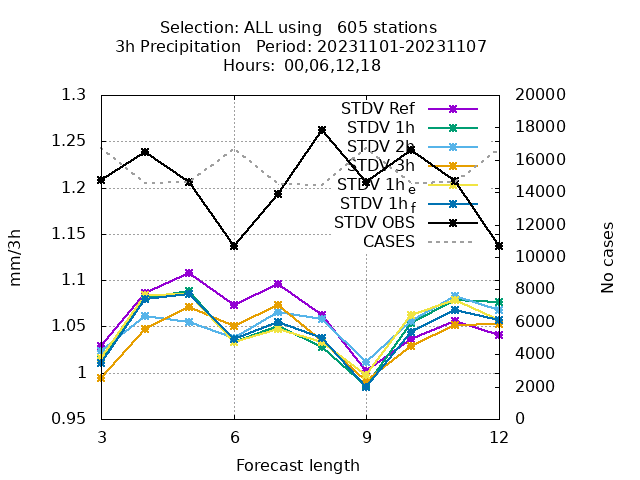 Selection: ALL using 605 stations
3h Precipitation Period: 20231101-20231107
Hours: 00,06,12,18
1.3
1.25
1.2
1.15
1.1
1.05
1
0.95
20000
18000
16000
14000
12000
10000
8000
6000
4000
2000
0
STDV Ref
STDV 1h
STDV 2h
STDV 3h
STDV 1h e
STDV 1h f
STDV OBS
CASES
mm/3h
No cases
3
6
9
12
Forecast length